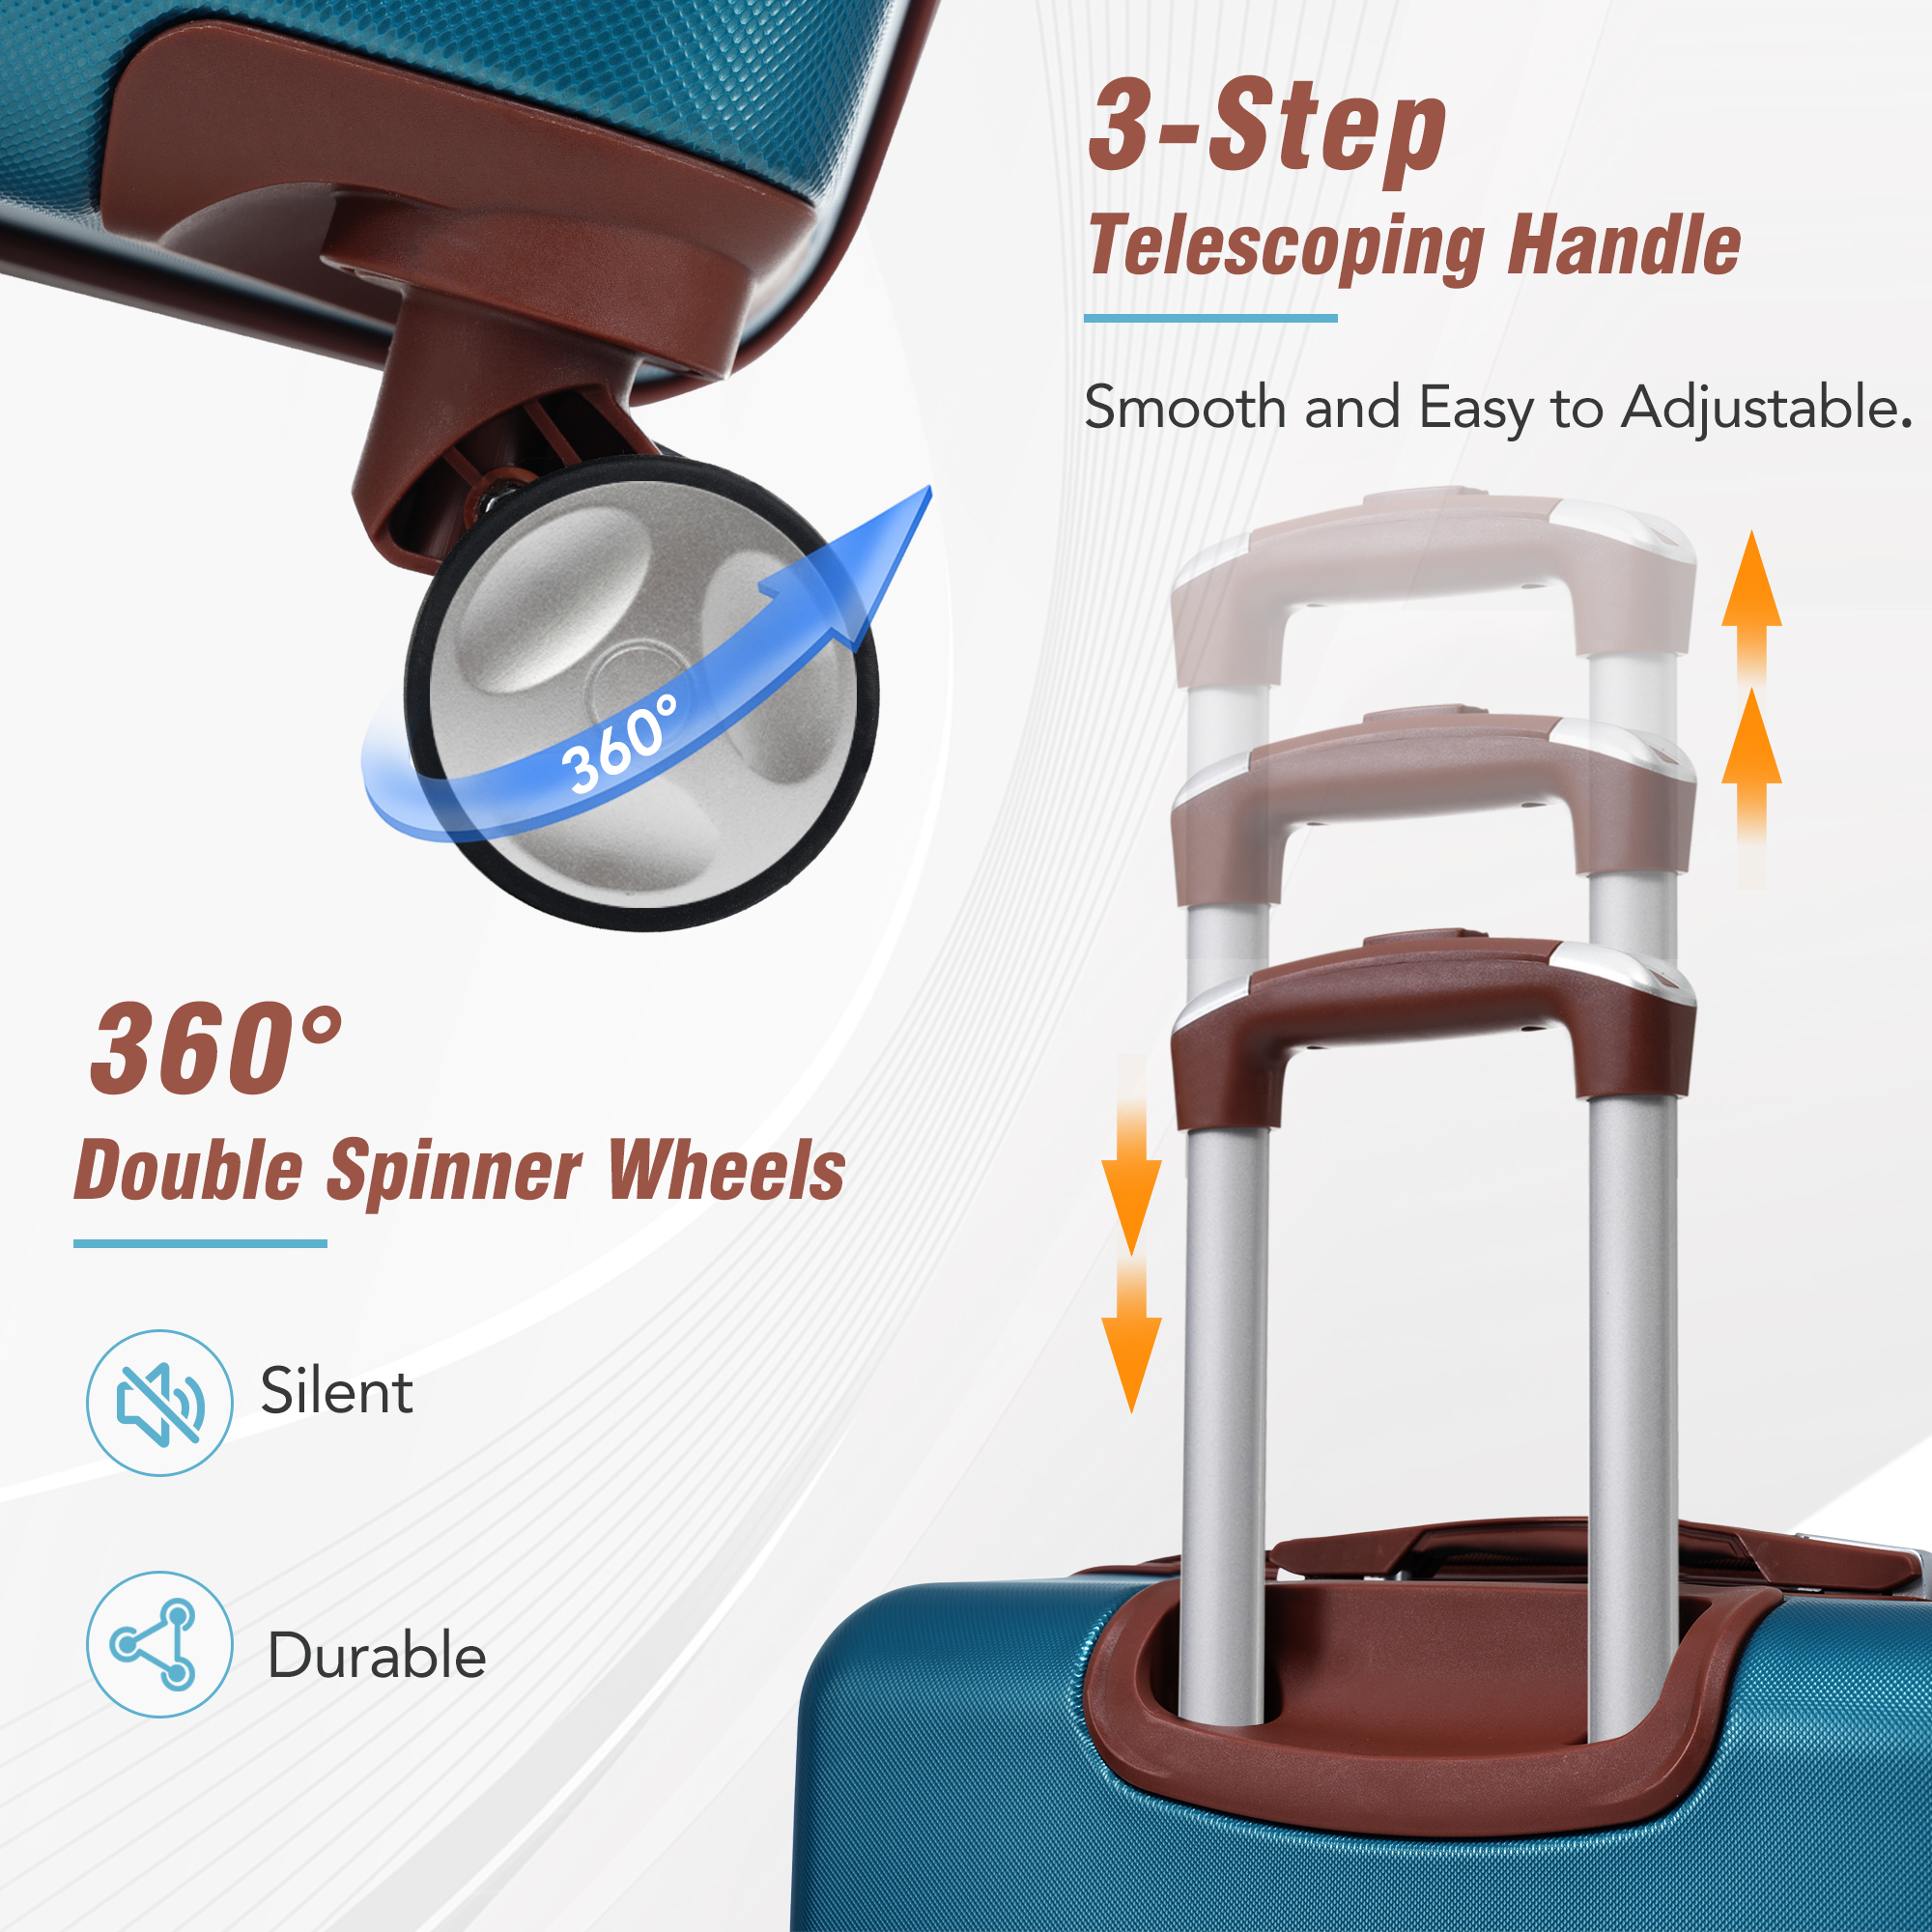 3-Step
Telescoping Handle
Smooth and Easy to Adjustable.
360°
360°
Double Spinner Wheels
Silent
Durable